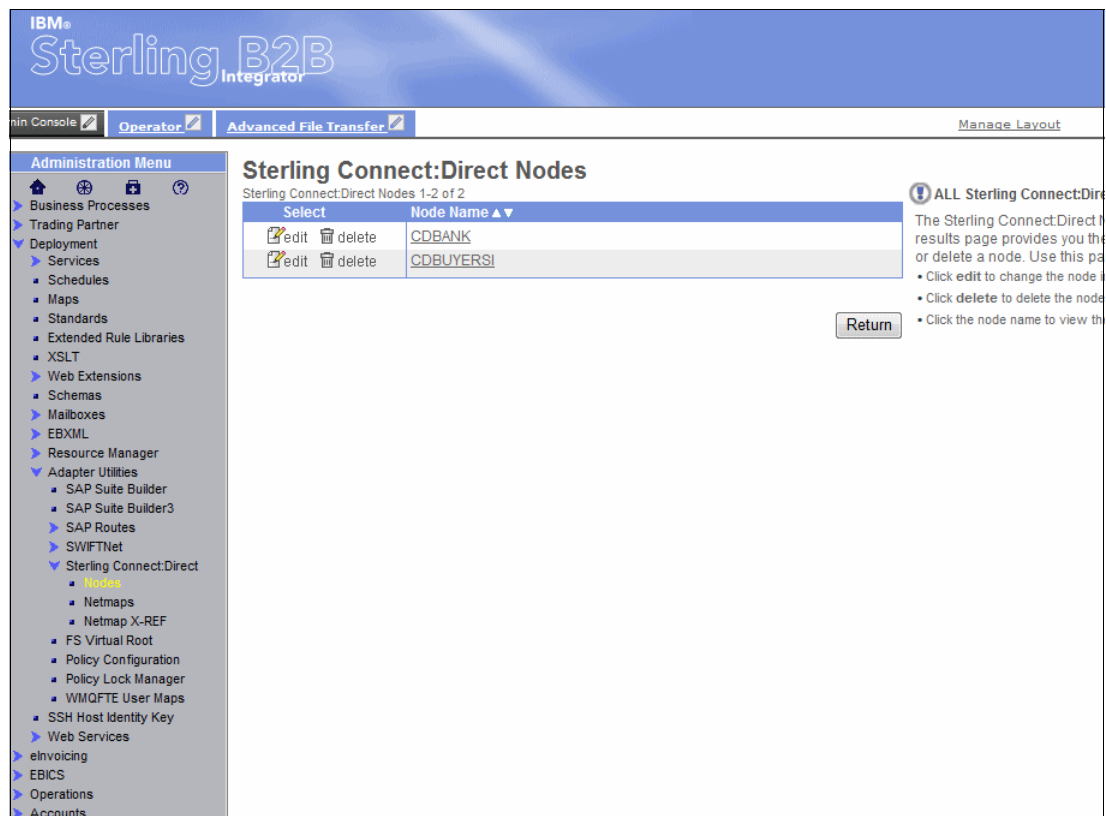 IBM®
Sterling B2B
Integrator
min Console Operator Advanced File Transfer Manage Layout
Administration Menu
Business Processes
Trading Partner
Deployment
Services
Schedules
Maps
Standards
Extended Rule Libraries
XSLT
Web Extensions
Schemas
Mailboxes
EBXML
Resource Manager
Adapter Utilities
SAP Suite Builder
SAP Suite Builder3
SAP Routes
SWIFTNet
Sterling Connect:Direct
Nodes
Netmaps
Netmap X-REF
FS Virtual Root
Policy Configuration
Policy Lock Manager
WMQFTE User Maps
SSH Host Identity Key
Web Services
eInvoicing
EBICS
Operations
Accounts
Sterling Connect:Direct Nodes
Sterling Connect:Direct Nodes 1-2 of 2
Select Node Name ▲▼
edit delete CDBANK
edit delete CDBUYERSI
Return
ALL Sterling Connect:Dire
The Sterling Connect:Direct N
results page provides you the
or delete a node. Use this pa
• Click edit to change the node i
• Click delete to delete the node
• Click the node name to view th